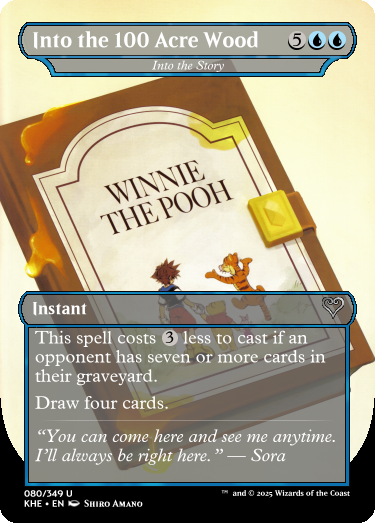 Into the 100 Acre Wood 5
Into the Story
WINNIE
THE POOH
Instant
This spell costs 3 less to cast if an
opponent has seven or more cards in
their graveyard.
Draw four cards.
“You can come here and see me anytime.
I’ll always be right here.” — Sora
080/349 U
™ and © 2025 Wizards of the Coast
KHE • EN Shiro Amano